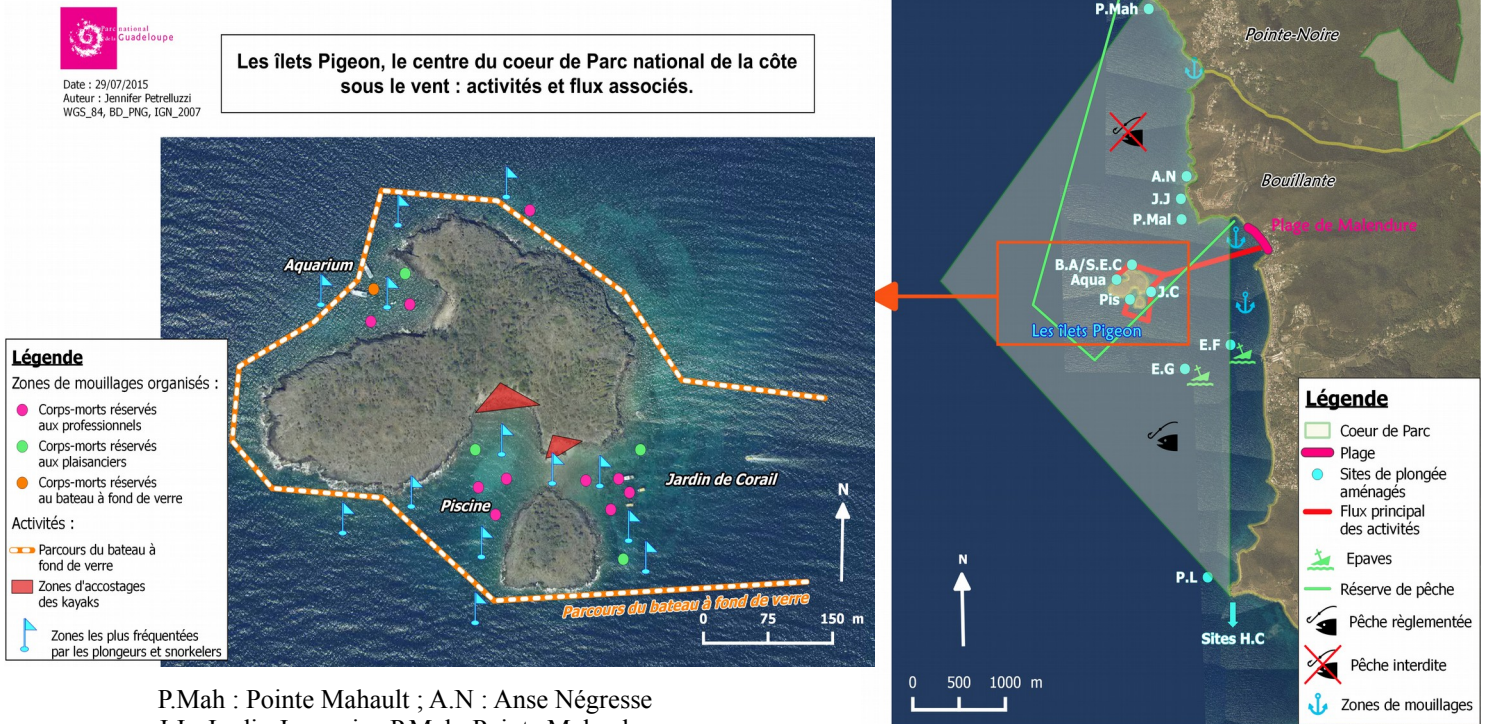 Parc national
de la Guadeloupe
Date : 29/07/2015
Auteur : Jennifer Petrelluzzi
WGS_84, BD_PNG, IGN_2007
Les îlets Pigeon, le centre du coeur de Parc national de la côte
sous le vent : activités et flux associés.
Aquarium
Piscine
Jardin de Corail
Parcours du bateau à fond de verre
N
0 75 150 m
Légende
Zones de mouillages organisés :
Corps-morts réservés
aux professionnels
Corps-morts réservés
aux plaisanciers
Corps-morts réservés
au bateau à fond de verre
Activités :
Parcours du bateau à
fond de verre
Zones d'accostages
des kayaks
Zones les plus fréquentées
par les plongeurs et snorkelers
P.Mah
Pointe-Noire
A.N
J.J
P.Mal
Bouillante
Plage de Malendure
B.A/S.E.C
Aqua
J.C
Pis
Les îlets Pigeon
E.F
E.G
P.L
Sites H.C
N
0 500 1000 m
Légende
Coeur de Parc
Plage
Sites de plongée
aménagés
Flux principal
des activités
Epaves
Réserve de pêche
Pêche règlementée
Pêche interdite
Zones de mouillages
P.Mah : Pointe Mahault ; A.N : Anse Négresse